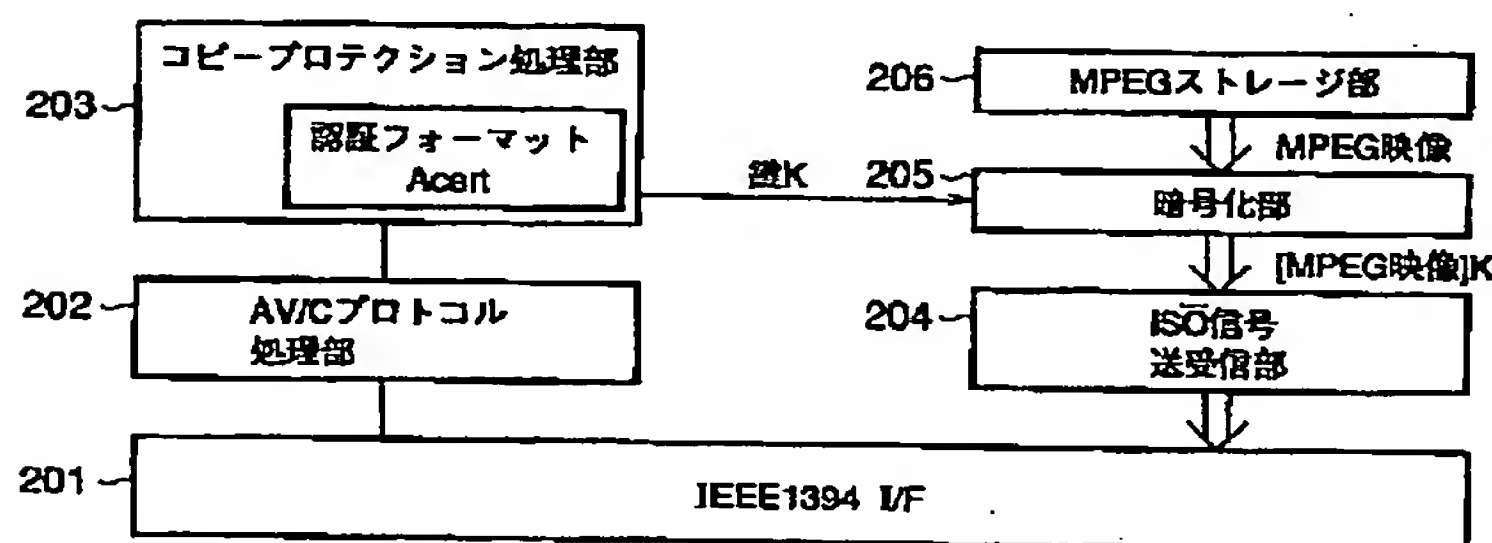 コピープロテクション処理部
203
認証フォーマット
Acert
鍵K
206
MPEGストレージ部
MPEG映像
205
暗号化部
[MPEG映像]K
202
AV/Cプロトコル
処理部
204
ISO信号
送受信部
201
IEEE1394 I/F